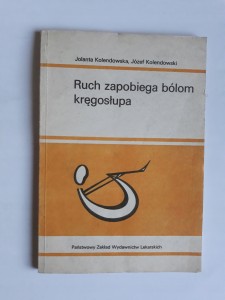 Jolanta Kolendowska, Józef Kolendowski
Ruch zapobiega bólom
kręgosłupa
Państwowy Zakład Wydawnictw Lekarskich